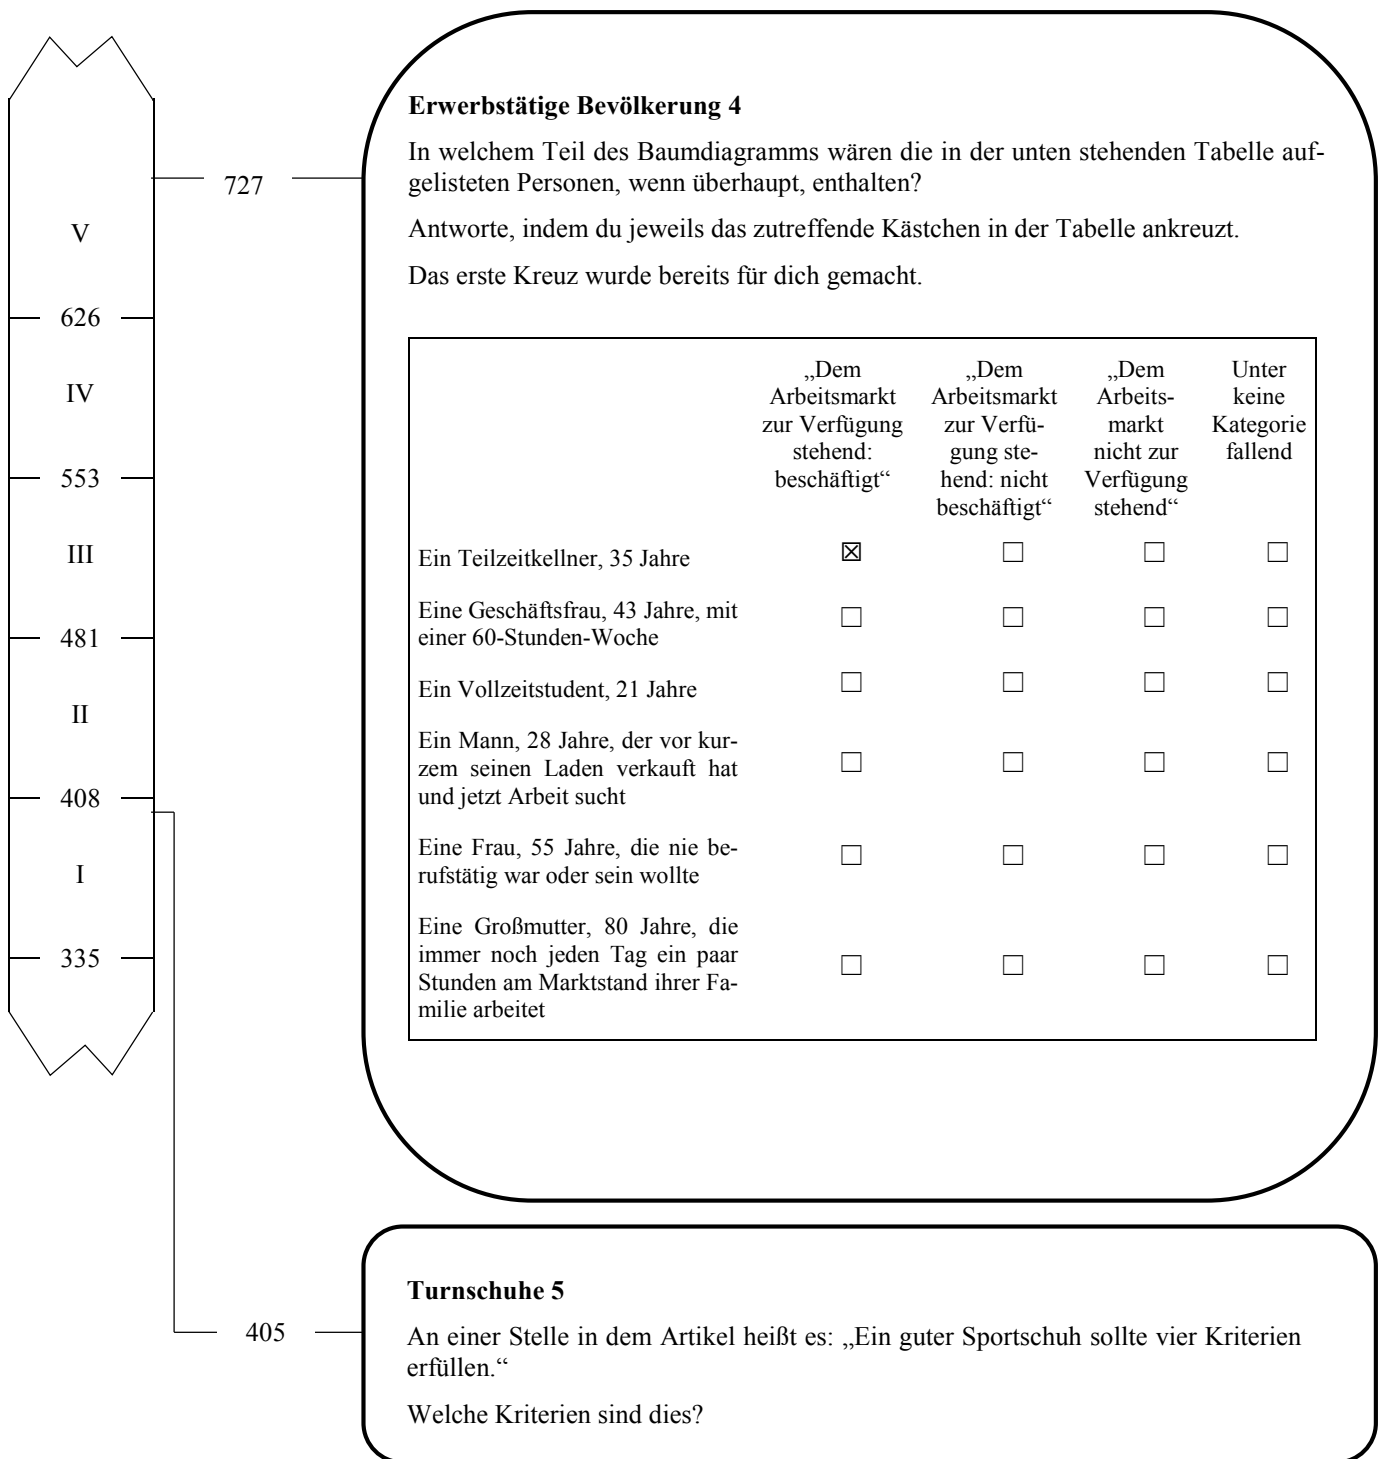 Erwerbstätige Bevölkerung 4
In welchem Teil des Baumdiagramms wären die in der unten stehenden Tabelle auf-
gelisteten Personen, wenn überhaupt, enthalten?
727
V
Antworte, indem du jeweils das zutreffende Kästchen in der Tabelle ankreuzt.
Das erste Kreuz wurde bereits für dich gemacht.
626
IV
553
III
481
II
408
I
335
„Dem
Arbeitsmarkt
zur Verfügung
stehend:
beschäftigt“
„Dem
Arbeitsmarkt
zur Verfü-
gung ste-
hend: nicht
beschäftigt“
„Dem
Arbeits-
markt
nicht zur
Verfügung
stehend“
Unter
keine
Kategorie
fallend
Ein Teilzeitkellner, 35 Jahre ☒ ☐ ☐ ☐
Eine Geschäftsfrau, 43 Jahre, mit
einer 60-Stunden-Woche ☐ ☐ ☐ ☐
Ein Vollzeitstudent, 21 Jahre ☐ ☐ ☐ ☐
Ein Mann, 28 Jahre, der vor kur-
zem seinen Laden verkauft hat ☐ ☐ ☐ ☐
und jetzt Arbeit sucht
Eine Frau, 55 Jahre, die nie be-
rufstätig war oder sein wollte ☐ ☐ ☐ ☐
Eine Großmutter, 80 Jahre, die
immer noch jeden Tag ein paar
Stunden am Marktstand ihrer Fa- ☐ ☐ ☐ ☐
milie arbeitet
Turnschuhe 5
405
An einer Stelle in dem Artikel heißt es: „Ein guter Sportschuh sollte vier Kriterien
erfüllen.“
Welche Kriterien sind dies?